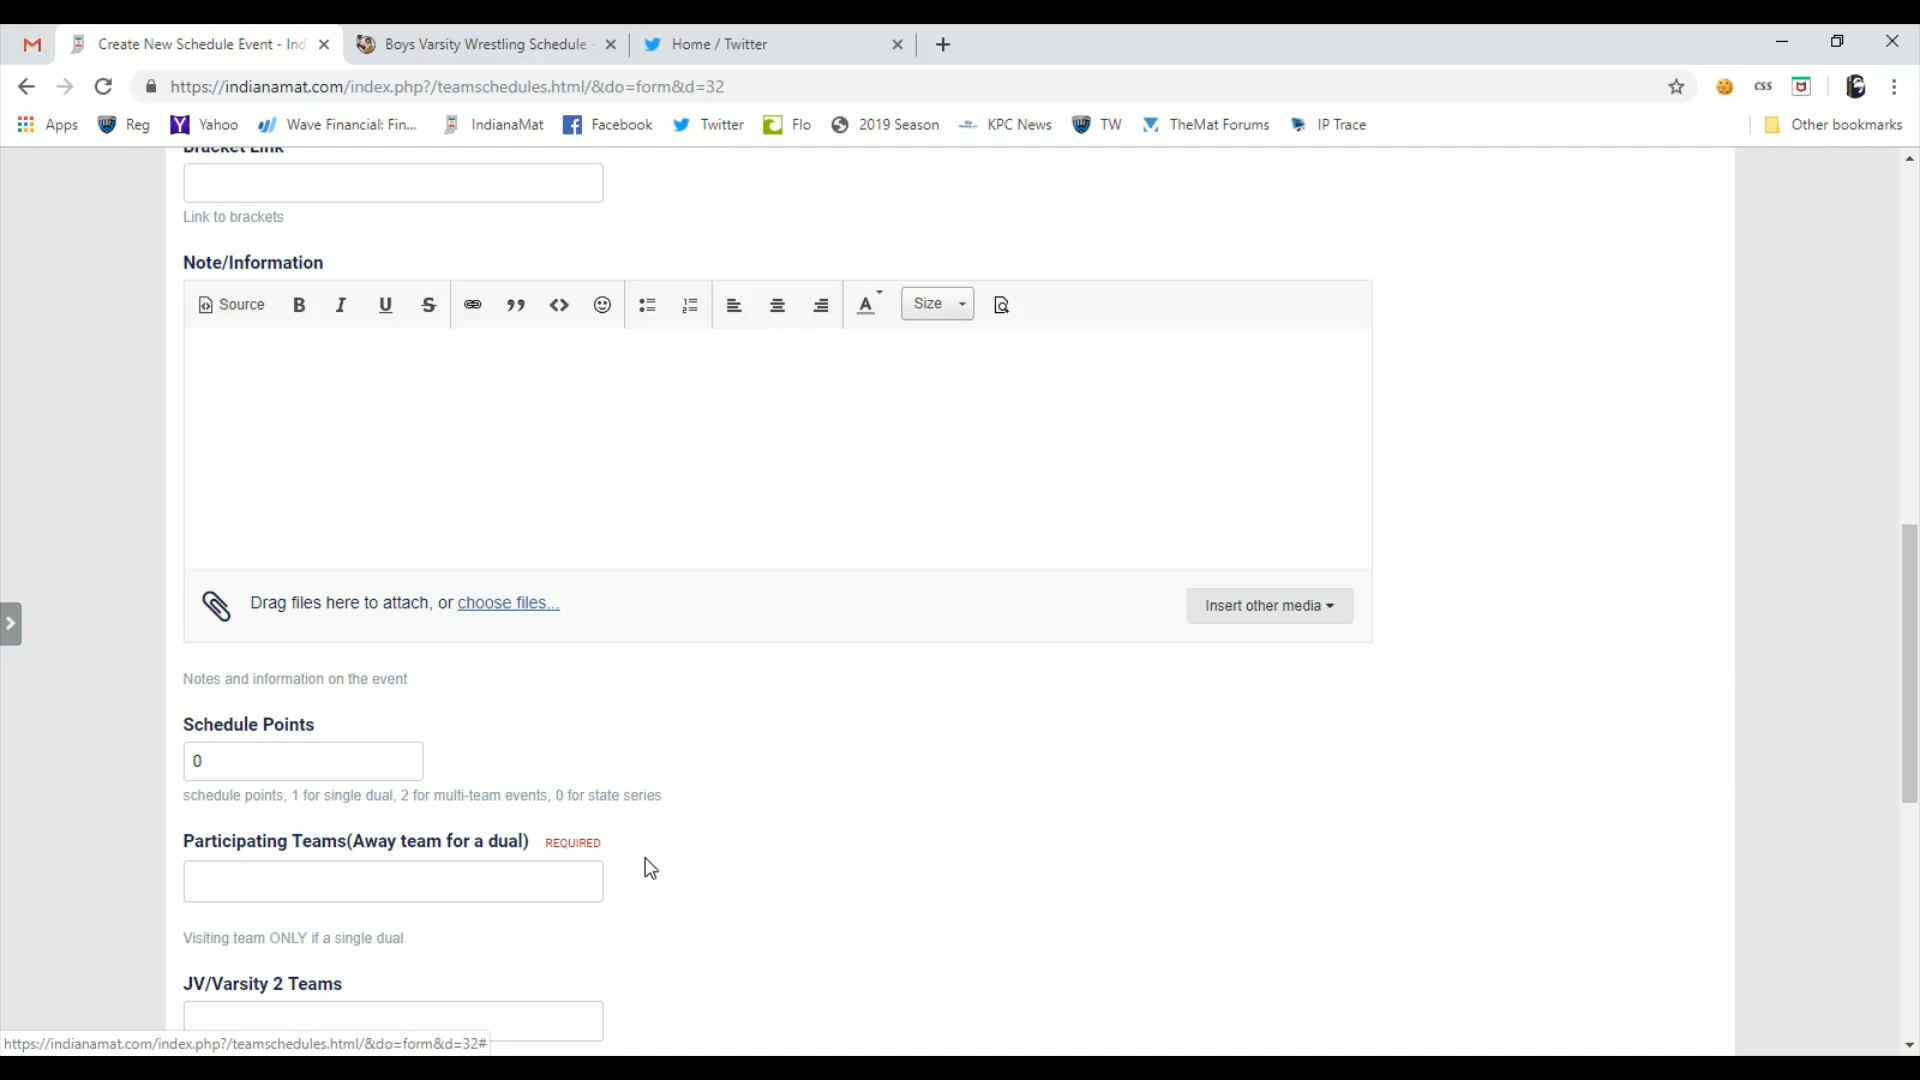 Create New Schedule Event - Ind
Boys Varsity Wrestling Schedule -
Home / Twitter
https://indianamat.com/index.php?/teamschedules.html/&do=form&d=32
CSS
Apps
Reg
Yahoo
Wave Financial: Fin...
IndianaMat
Facebook
Twitter
Flo
2019 Season
KPC News
TW
TheMat Forums
IP Trace
Other bookmarks
Bracket Link
Link to brackets
Note/Information
Source
B
I
U
S
A
Size
Drag files here to attach, or choose files...
Insert other media
Notes and information on the event
Schedule Points
0
schedule points, 1 for single dual, 2 for multi-team events, 0 for state series
Participating Teams(Away team for a dual) REQUIRED
Visiting team ONLY if a single dual
JV/Varsity 2 Teams
https://indianamat.com/index.php?/teamschedules.html/&do=form&d=32#